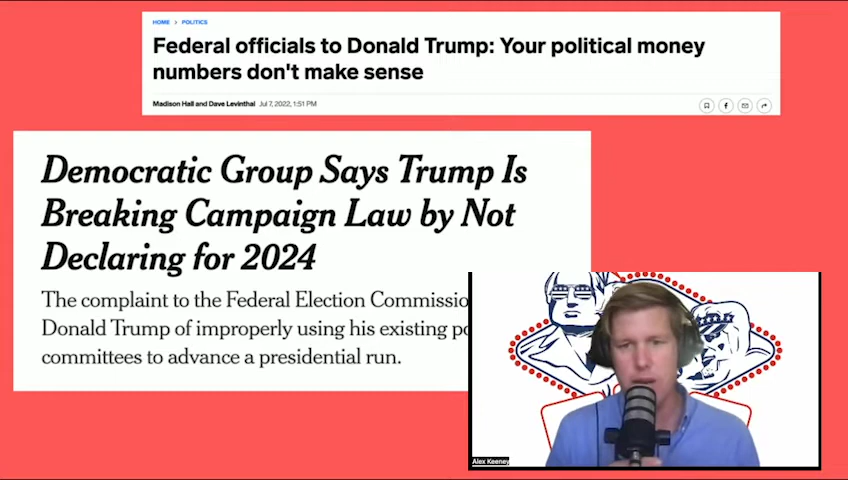 HOME > POLITICS
Federal officials to Donald Trump: Your political money
numbers don't make sense
Madison Hall and Dave Levinthal Jul 7, 2022, 1:51 PM
Democratic Group Says Trump Is
Breaking Campaign Law by Not
Declaring for 2024
The complaint to the Federal Election Commissio
Donald Trump of improperly using his existing po
committees to advance a presidential run.
Alex Keeney